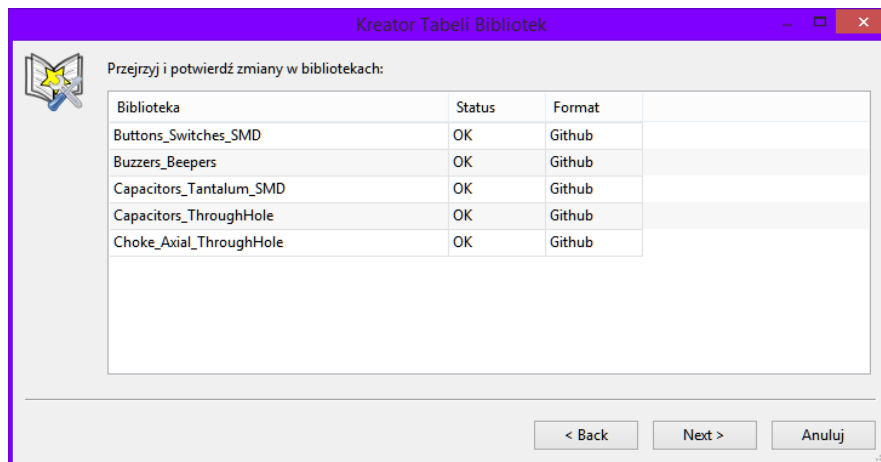 Kreator Tabeli Bibliotek
Przejrzyj i potwierdź zmiany w bibliotekach:
Biblioteka Status Format
Buttons_Switches_SMD OK Github
Buzzers_Beepers OK Github
Capacitors_Tantalum_SMD OK Github
Capacitors_ThroughHole OK Github
Choke_Axial_ThroughHole OK Github
< Back Next > Anuluj